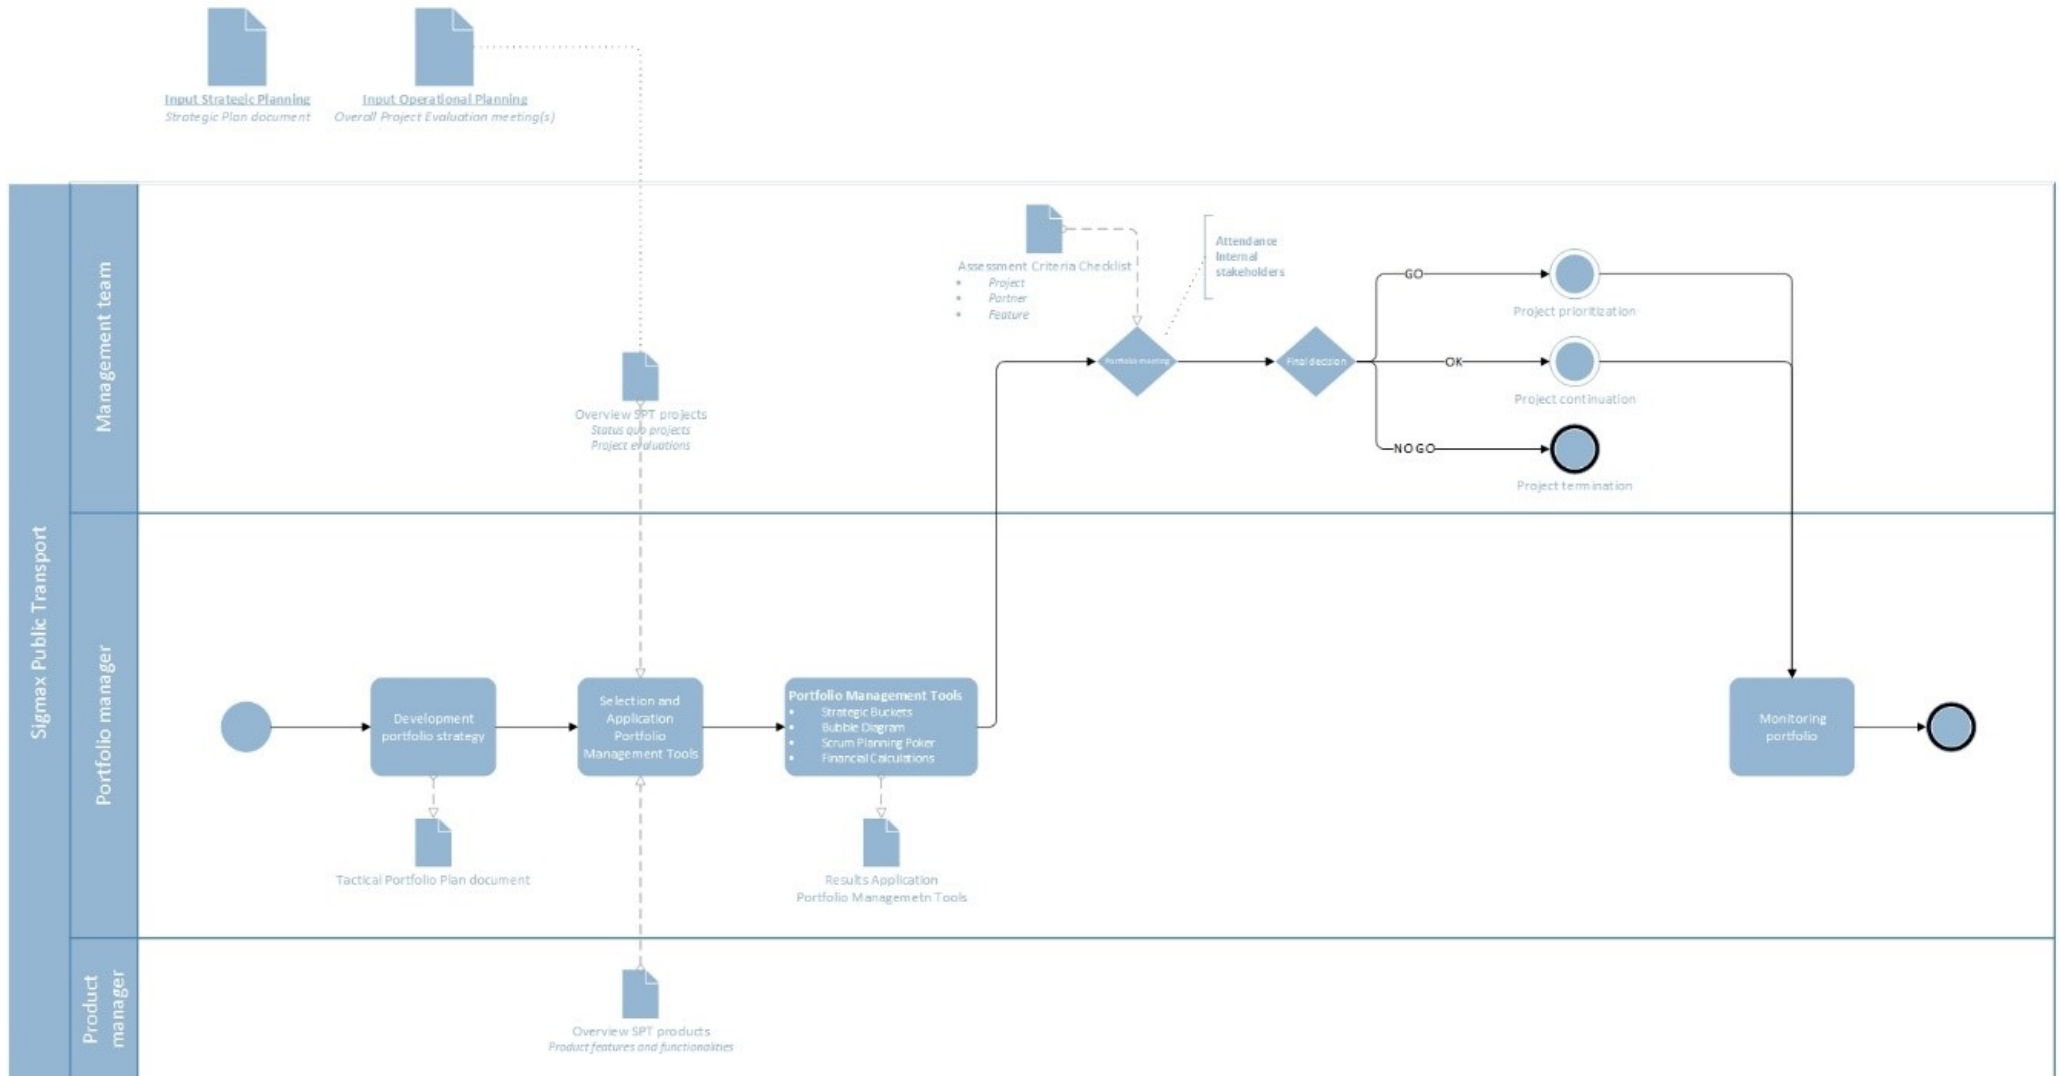 Input Strategic Planning
Strategic Plan document
Input Operational Planning
Overall Project Evaluation meeting(s)
Sigmax Public Transport
Management team
Assessment Criteria Checklist
• Project
• Partner
• Feature
Attendance
Internal
stakeholders
Portfolio meeting
Final decision
GO
Project prioritization
OK
Project continuation
NO GO
Project termination
Overview SPT projects
Status quo projects
Project evaluations
Portfolio manager
Development
portfolio strategy
Tactical Portfolio Plan document
Selection and
Application
Portfolio
Management Tools
Portfolio Management Tools
• Strategic Buckets
• Bubble Diagram
• Scrum Planning Poker
• Financial Calculations
Results Application
Portfolio Managemetn Tools
Monitoring
portfolio
Product
manager
Overview SPT products
Product features and functionalities